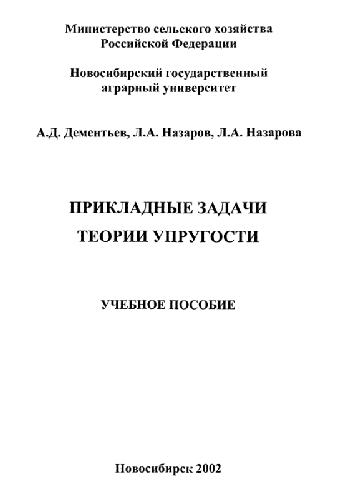 Министерство сельского хозяйства
Российской Федерации
Новосибирский государственный
аграрный университет
А.Д. Дементьев, Л.А. Назаров, Л.А. Назарова
ПРИКЛАДНЫЕ ЗАДАЧИ
ТЕОРИИ УПРУГОСТИ
УЧЕБНОЕ ПОСОБИЕ
Новосибирск 2002